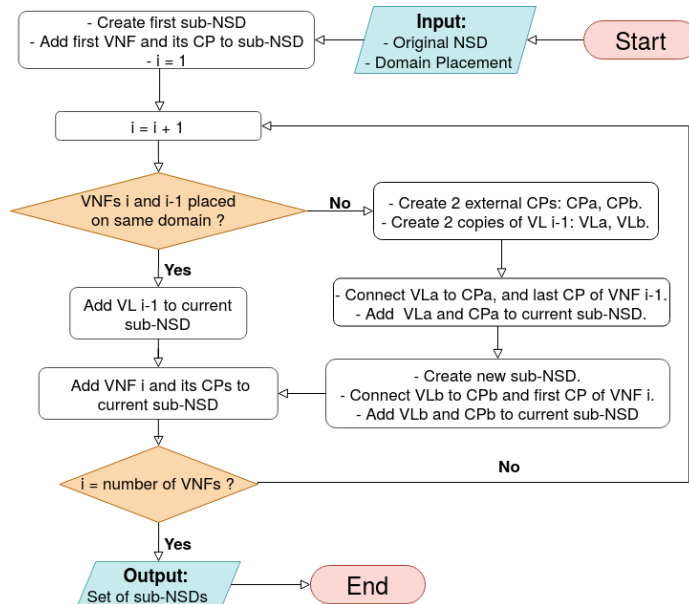 Start
Input:
- Original NSD
- Domain Placement
- Create first sub-NSD
- Add first VNF and its CP to sub-NSD
- i = 1
i = i + 1
VNFs i and i-1 placed
on same domain ?
No
- Create 2 external CPs: CPa, CPb.
- Create 2 copies of VL i-1: VLa, VLb.
Yes
- Connect VLa to CPa, and last CP of VNF i-1.
- Add VLa and CPa to current sub-NSD.
Add VL i-1 to current
sub-NSD
- Create new sub-NSD.
- Connect VLb to CPb and first CP of VNF i.
- Add VLb and CPb to current sub-NSD
Add VNF i and its CPs to
current sub-NSD
i = number of VNFs ?
No
Yes
Output:
Set of sub-NSDs
End